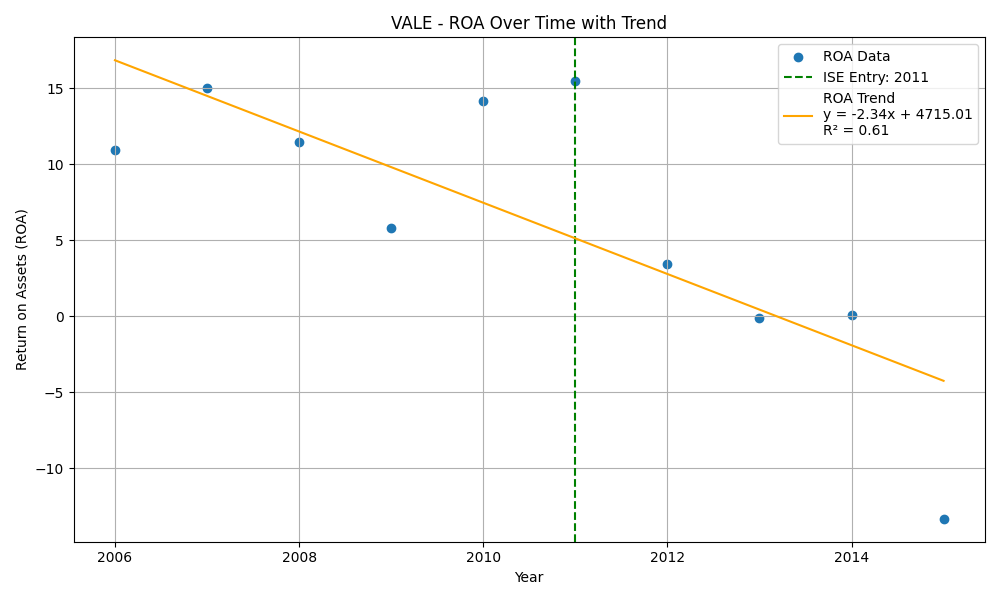 VALE - ROA Over Time with Trend
ROA Data
ISE Entry: 2011
ROA Trend
y = -2.34x + 4715.01
R² = 0.61
Return on Assets (ROA)
15
10
5
0
−5
−10
2006
2008
2010
2012
2014
Year